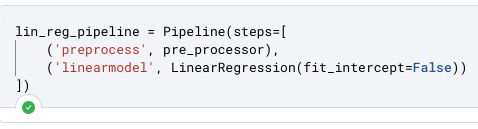 lin_reg_pipeline = Pipeline(steps=[
    ('preprocess', pre_processor),
    ('linearmodel', LinearRegression(fit_intercept=False))
])